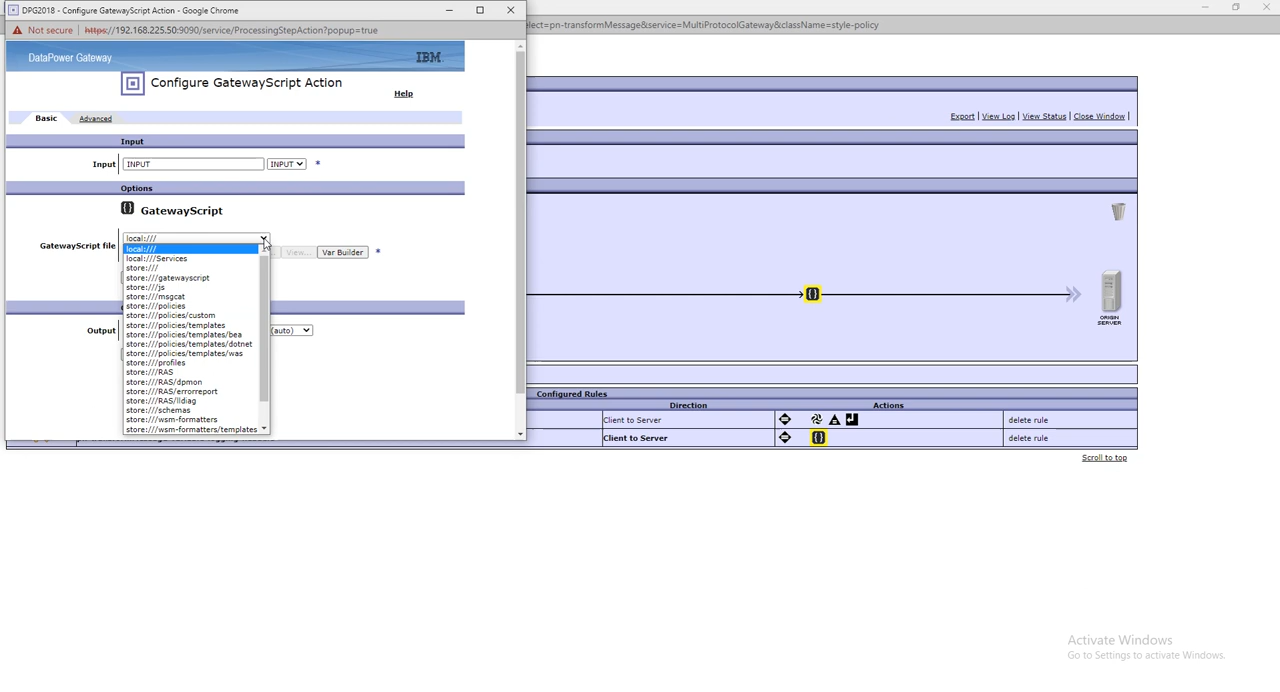 DPG2018 - Configure GatewayScript Action - Google Chrome
Not secure | https://192.168.225.50:9090/service/ProcessingStepAction?popup=true
lect=pn-transformMessage&service=MultiProtocolGateway&className=style-policy
DataPower Gateway
IBM.
Configure GatewayScript Action
Help
Basic Advanced
Export | View Log | View Status | Close Window |
Input
Input INPUT INPUT *
Options
{} GatewayScript
GatewayScript file local:///
View... Var Builder *
local:///
local:///Services
store:///
store:///gatewayscript
store:///js
store:///msgcat
store:///policies
store:///policies/custom
store:///policies/templates
store:///policies/templates/bea
store:///policies/templates/dotnet
store:///policies/templates/was
store:///profiles
store:///RAS
store:///RAS/dpmon
store:///RAS/errorreport
store:///RAS/lldiag
store:///schemas
store:///wsm-formatters
store:///wsm-formatters/templates
Output (auto)
{}
ORIGIN
SERVER
Configured Rules
Direction Actions
Client to Server delete rule
Client to Server {} delete rule
Scroll to top
Activate Windows
Go to Settings to activate Windows.